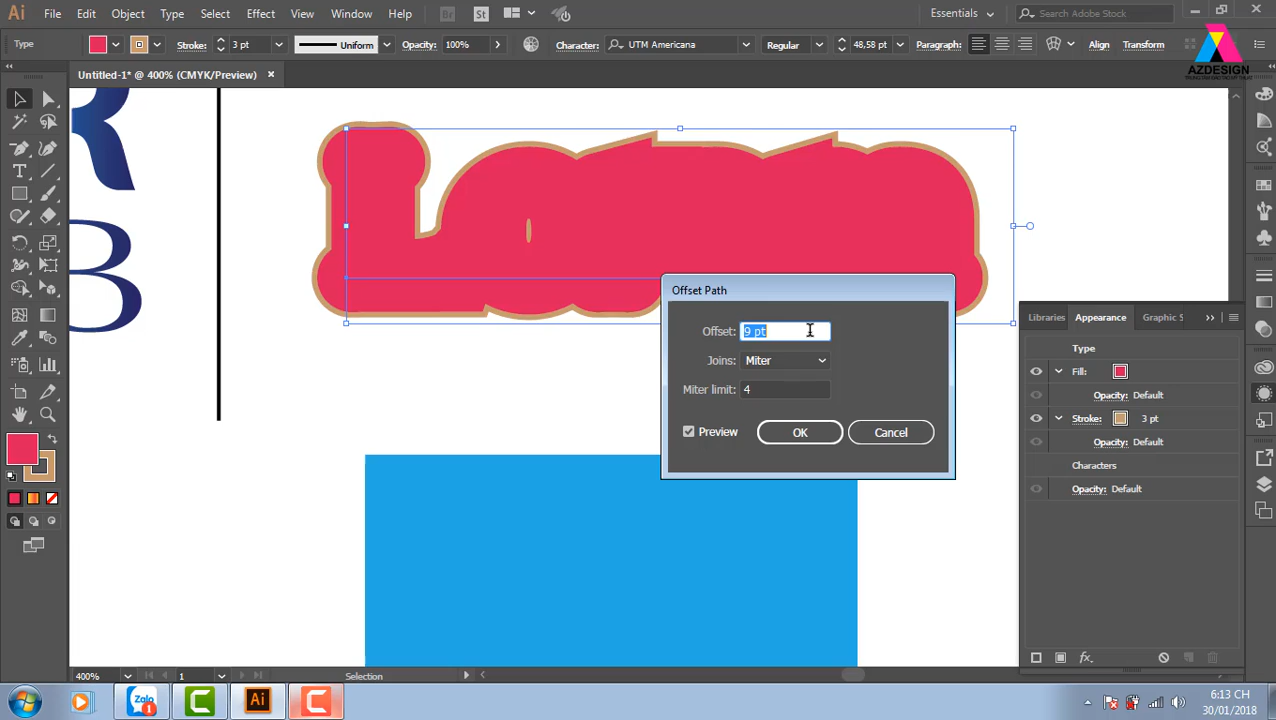 Ai File Edit Object Type Select Effect View Window Help Br St Essentials Search Adobe Stock
Type Stroke: 3 pt Uniform Opacity: 100% Character: UTM Americana Regular 48,58 pt Paragraph: Align Transform
AZDESIGN
Untitled-1* @ 400% (CMYK/Preview)
R
B
Offset Path
Offset: 9 pt
Joins: Miter
Miter limit: 4
Preview OK Cancel
Libraries Appearance Graphic S
Type
Fill:
Opacity: Default
Stroke: 3 pt
Opacity: Default
Characters
Opacity: Default
fx
400% 1 Selection
Zalo 1 Ai
6:13 CH
30/01/2018